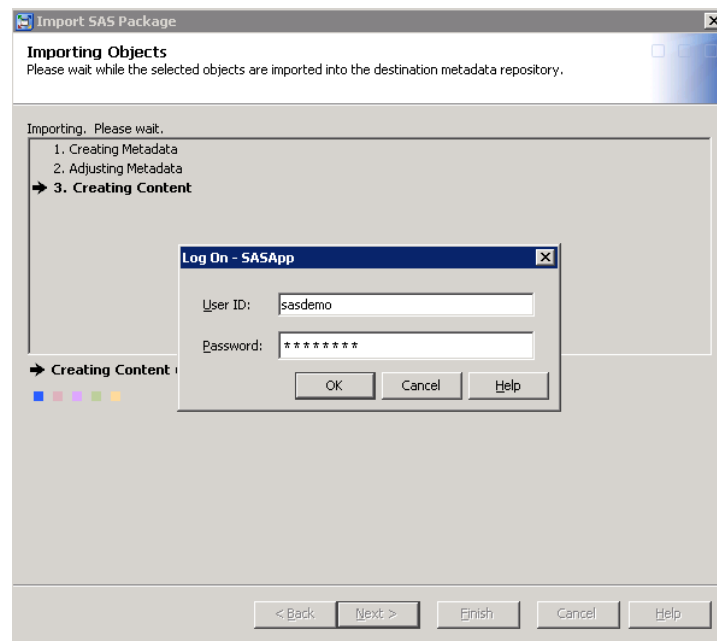 Import SAS Package
Importing Objects
Please wait while the selected objects are imported into the destination metadata repository.
Importing. Please wait.
1. Creating Metadata
2. Adjusting Metadata
3. Creating Content
Log On - SASApp
User ID: sasdemo
Password: ********
Creating Content
OK Cancel Help
< Back Next > Finish Cancel Help